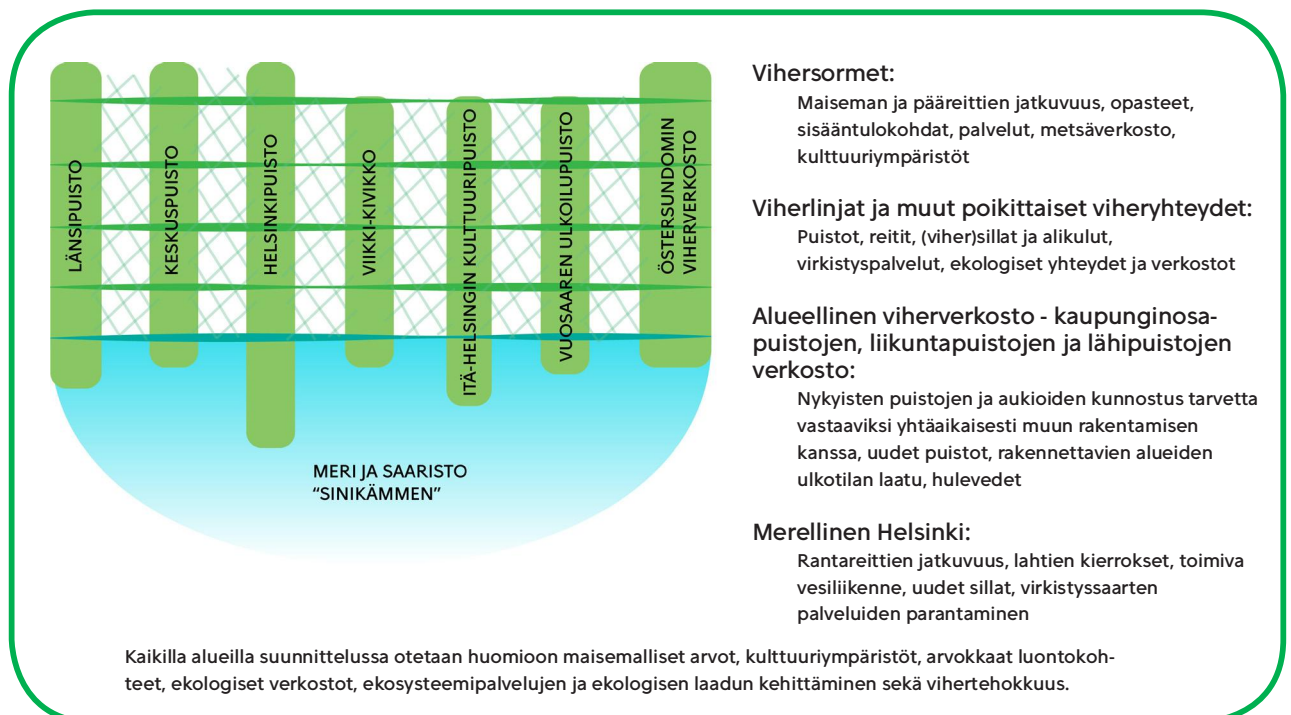 LÄNSIPUISTO
KESKUSPUISTO
HELSINKIPUISTO
VIIKKI-KIVIKKO
ITÄ-HELSINGIN KULTTUURIPUISTO
VUOSAAREN ULKOILUPUISTO
ÖSTERSUNDOMIN
VIHERVERKOSTO
MERI JA SAARISTO
“SINIKÄMMEN”
Vihersormet:
Maiseman ja pääreittien jatkuvuus, opasteet,
sisääntulokohdat, palvelut, metsäverkosto,
kulttuuriympäristöt
Viherlinjat ja muut poikittaiset viheryhteydet:
Puistot, reitit, (viher)sillat ja alikulut,
virkistyspalvelut, ekologiset yhteydet ja verkostot
Alueellinen viherverkosto - kaupunginosa-
puistojen, liikuntapuistojen ja lähipuistojen
verkosto:
Nykyisten puistojen ja aukioiden kunnostus tarvetta
vastaaviksi yhtäaikaisesti muun rakentamisen
kanssa, uudet puistot, rakennettavien alueiden
ulkotilan laatu, hulevedet
Merellinen Helsinki:
Rantareittien jatkuvuus, lahtien kierrokset, toimiva
vesiliikenne, uudet sillat, virkistyssaarten
palveluiden parantaminen
Kaikilla alueilla suunnittelussa otetaan huomioon maisemalliset arvot, kulttuuriympäristöt, arvokkaat luontokoh-
teet, ekologiset verkostot, ekosysteemipalvelujen ja ekologisen laadun kehittäminen sekä vihertehokkuus.